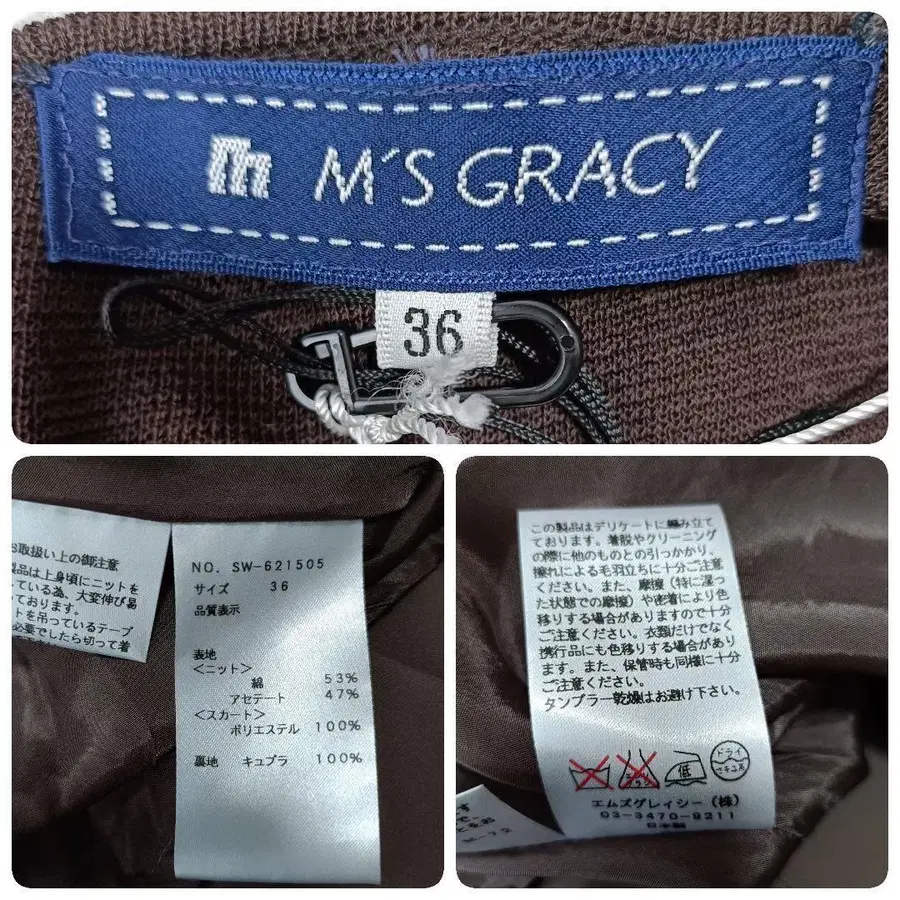 M'S GRACY
36
取扱い上の御注意
製品は上身頃にニットを
ている為、大変伸び易
ております。
トを吊っているテープ
必要でしたら切って着
NO. SW-621505
サイズ 36
品質表示
表地
<ニット>
綿 53%
アセテート 47%
<スカート>
ポリエステル 100%
裏地 キュプラ 100%
この製品はデリケートに編み立て
ております。着脱やクリーニング
の際に他のものとの引っかかり、
擦れによる毛羽立ちに十分ご注意
ください。また、摩擦（特に湿っ
た状態での摩擦）や密着により色
移りする場合がありますので十分
ご注意ください。衣類だけでなく
携行品にも色移りする場合があり
ます。また、保管時も同様に十分
ご注意ください。
タンブラー乾燥はお避け下さい。
低
ドライ
セキユ系
エムズグレイシー（株）
03-3470-9211
日本製
M-72